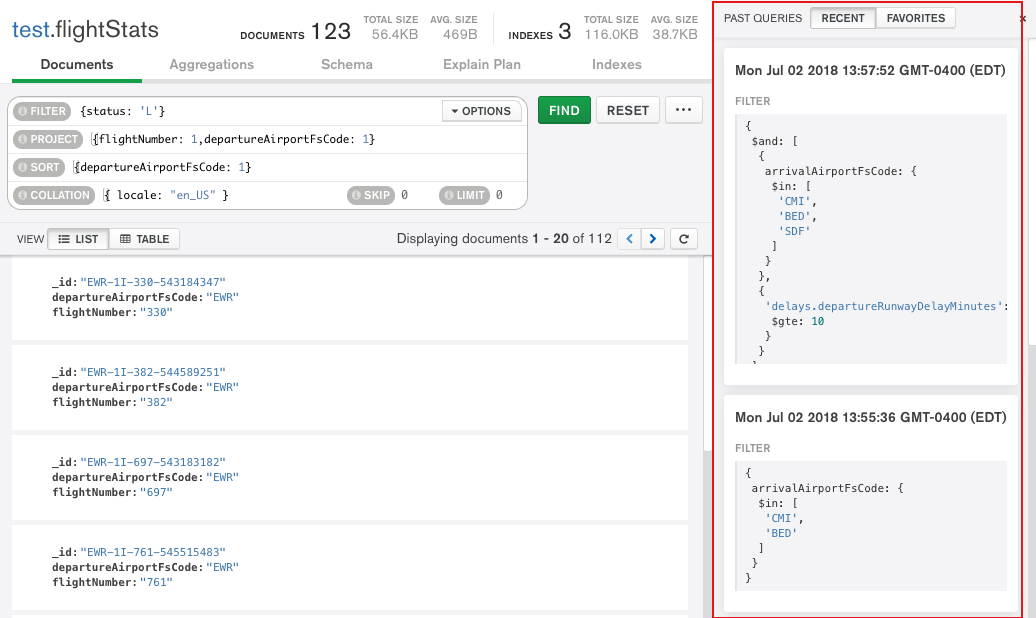 test.flightStats
DOCUMENTS 123 TOTAL SIZE 56.4KB AVG. SIZE 469B INDEXES 3 TOTAL SIZE 116.0KB AVG. SIZE 38.7KB
Documents Aggregations Schema Explain Plan Indexes
FILTER {status: 'L'} OPTIONS FIND RESET ...
PROJECT {flightNumber: 1,departureAirportFsCode: 1}
SORT {departureAirportFsCode: 1}
COLLATION { locale: "en_US" } SKIP 0 LIMIT 0
VIEW LIST TABLE Displaying documents 1 - 20 of 112 < >
_id:"EWR-1I-330-543184347"
departureAirportFsCode:"EWR"
flightNumber:"330"
_id:"EWR-1I-382-544589251"
departureAirportFsCode:"EWR"
flightNumber:"382"
_id:"EWR-1I-697-543183182"
departureAirportFsCode:"EWR"
flightNumber:"697"
_id:"EWR-1I-761-545515483"
departureAirportFsCode:"EWR"
flightNumber:"761"
PAST QUERIES RECENT FAVORITES ×
Mon Jul 02 2018 13:57:52 GMT-0400 (EDT)
FILTER
{
$and: [
{
arrivalAirportFsCode: {
$in: [
'CMI',
'BED',
'SDF'
]
}
},
{
'delays.departureRunwayDelayMinutes':
$gte: 10
}
}
Mon Jul 02 2018 13:55:36 GMT-0400 (EDT)
FILTER
{
arrivalAirportFsCode: {
$in: [
'CMI',
'BED'
]
}
}